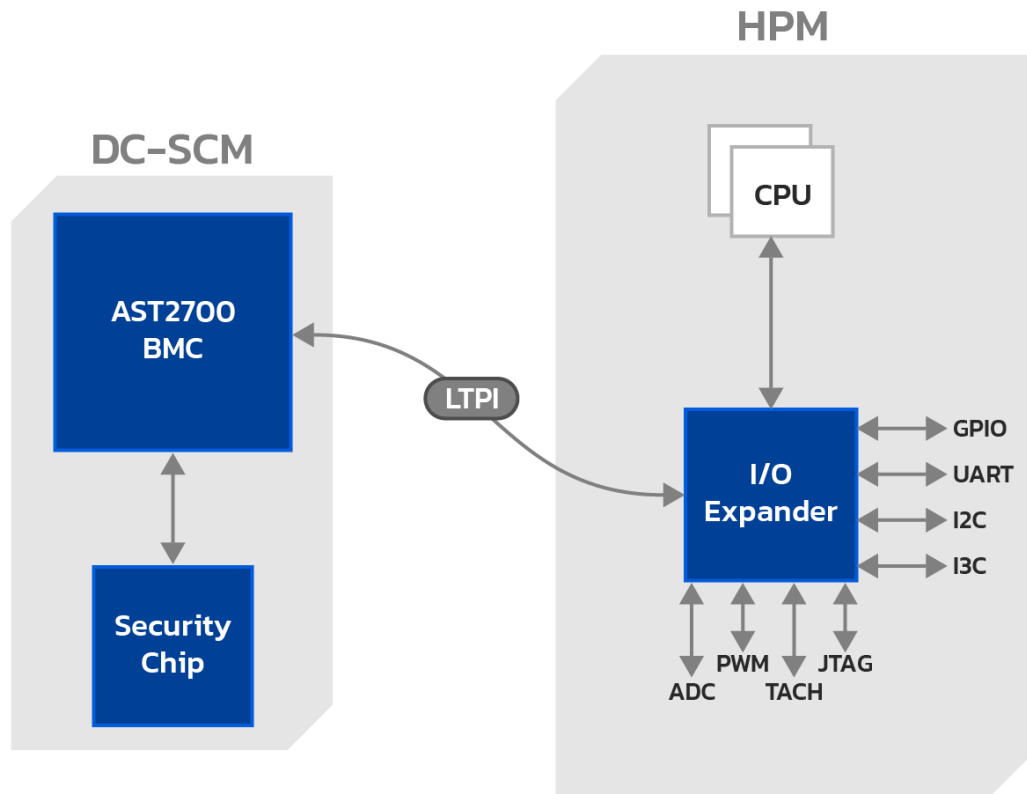 HPM
DC-SCM
CPU
AST2700
BMC
LTPI
I/O
Expander
GPIO
UART
I2C
I3C
Security
Chip
PWM
JTAG
ADC
TACH